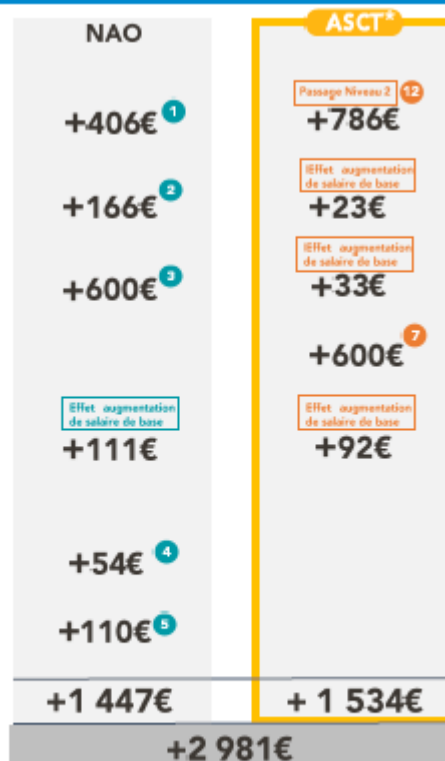 NAO
+406€ 1
+166€ 2
+600€ 3
Effet augmentation
de salaire de base
+111€
+54€ 4
+110€ 5
+1 447€
ASCT*
Passage Niveau 2 12
+786€
lEffet augmentation
de salaire de base
+23€
lEffet augmentation
de salaire de base
+33€
+600€ 7
Effet augmentation
de salaire de base
+92€
+ 1 534€
+2 981€